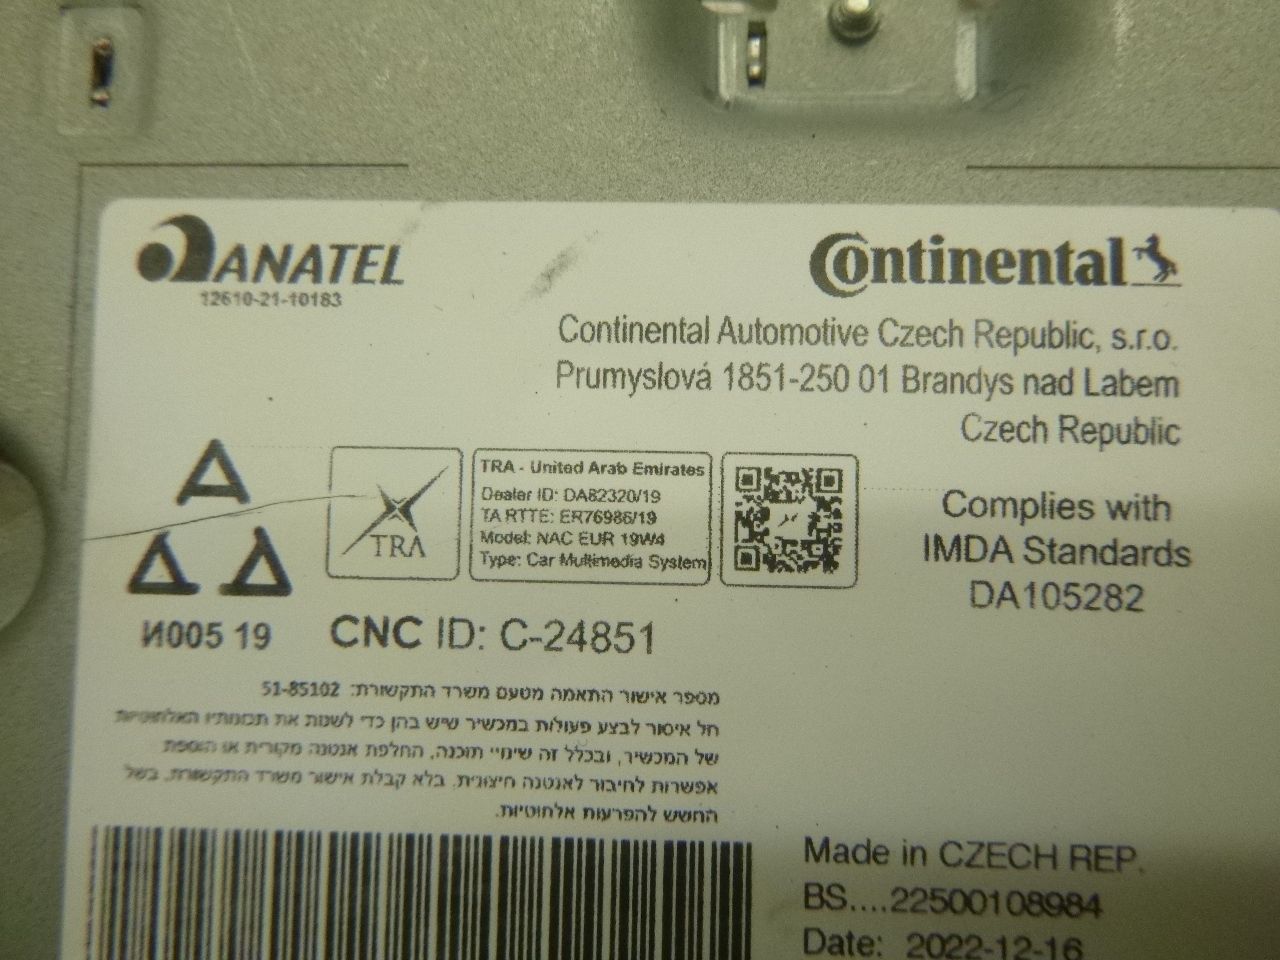 ANATEL
12610-21-10183
Continental
Continental Automotive Czech Republic, s.r.o.
Prumyslová 1851-250 01 Brandys nad Labem
Czech Republic
TRA
TRA - United Arab Emirates
Dealer ID: DA82320/19
TA RTTE: ER76986/19
Model: NAC EUR 19W4
Type: Car Multimedia System
Complies with
IMDA Standards
DA105282
И005 19
CNC ID: C-24851
מספר אישור התאמה מטעם משרד התקשורת: 51-85102
חל איסור לבצע פעולות במכשיר שיש בהן כדי לשנות את תכונותיו האלחוטיות
של המכשיר, ובכלל זה שינויי תוכנה, החלפת אנטנה מקורית או הוספת
אפשרות לחיבור לאנטנה חיצונית, בלא קבלת אישור משרד התקשורת, בשל
החשש להפרעות אלחוטיות.
Made in CZECH REP.
BS....22500108984
Date: 2022-12-16